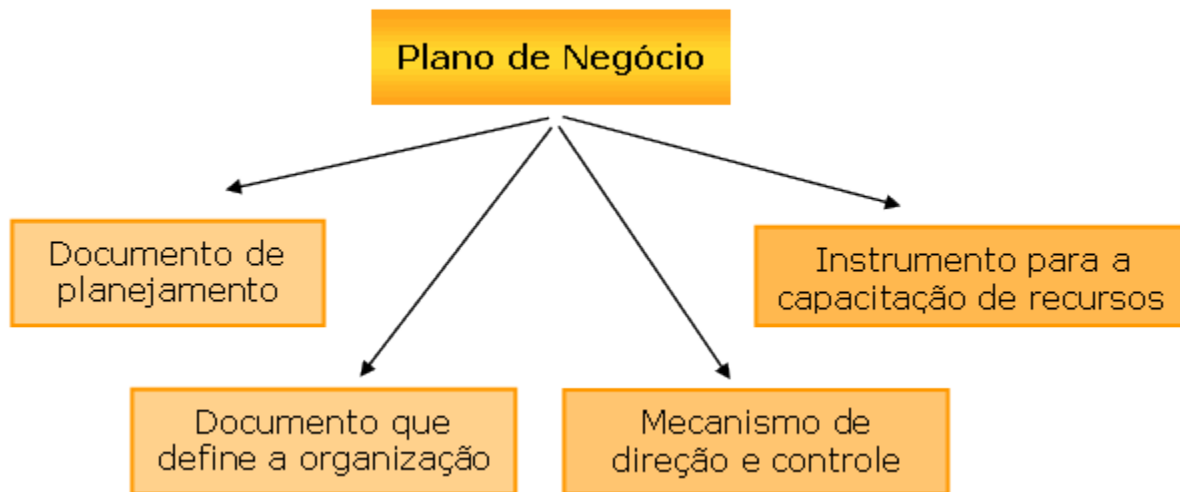 Plano de Negócio
Documento de
planejamento
Instrumento para a
capacitação de recursos
Documento que
define a organização
Mecanismo de
direção e controle